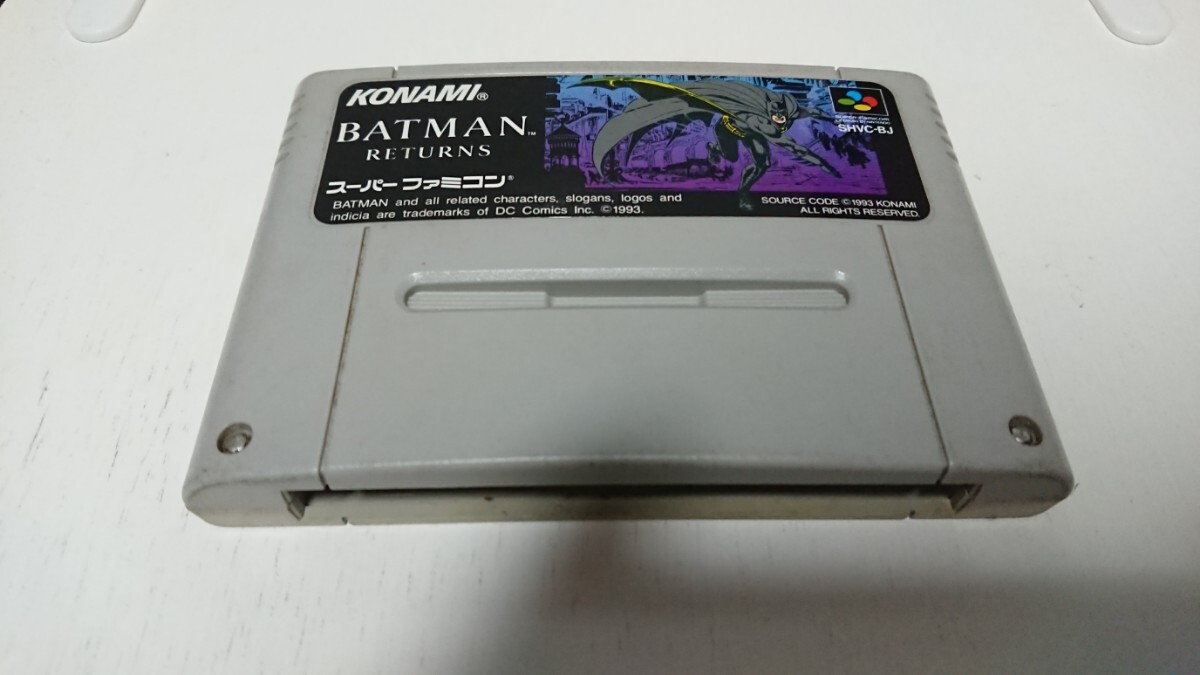 KONAMI®
BATMAN™
RETURNS
スーパーファミコン®
BATMAN and all related characters, slogans, logos and
indicia are trademarks of DC Comics Inc. ©1993.
SHVC-BJ
SOURCE CODE ©1993 KONAMI
ALL RIGHTS RESERVED